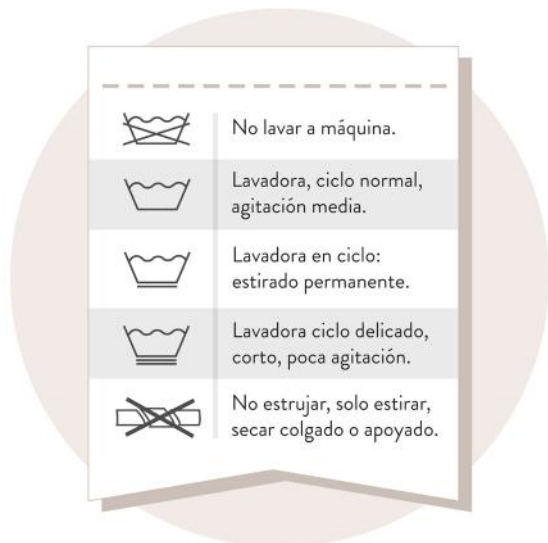 No lavar a máquina.
Lavadora, ciclo normal,
agitación media.
Lavadora en ciclo:
estirado permanente.
Lavadora ciclo delicado,
corto, poca agitación.
No estrujar, solo estirar,
secar colgado o apoyado.